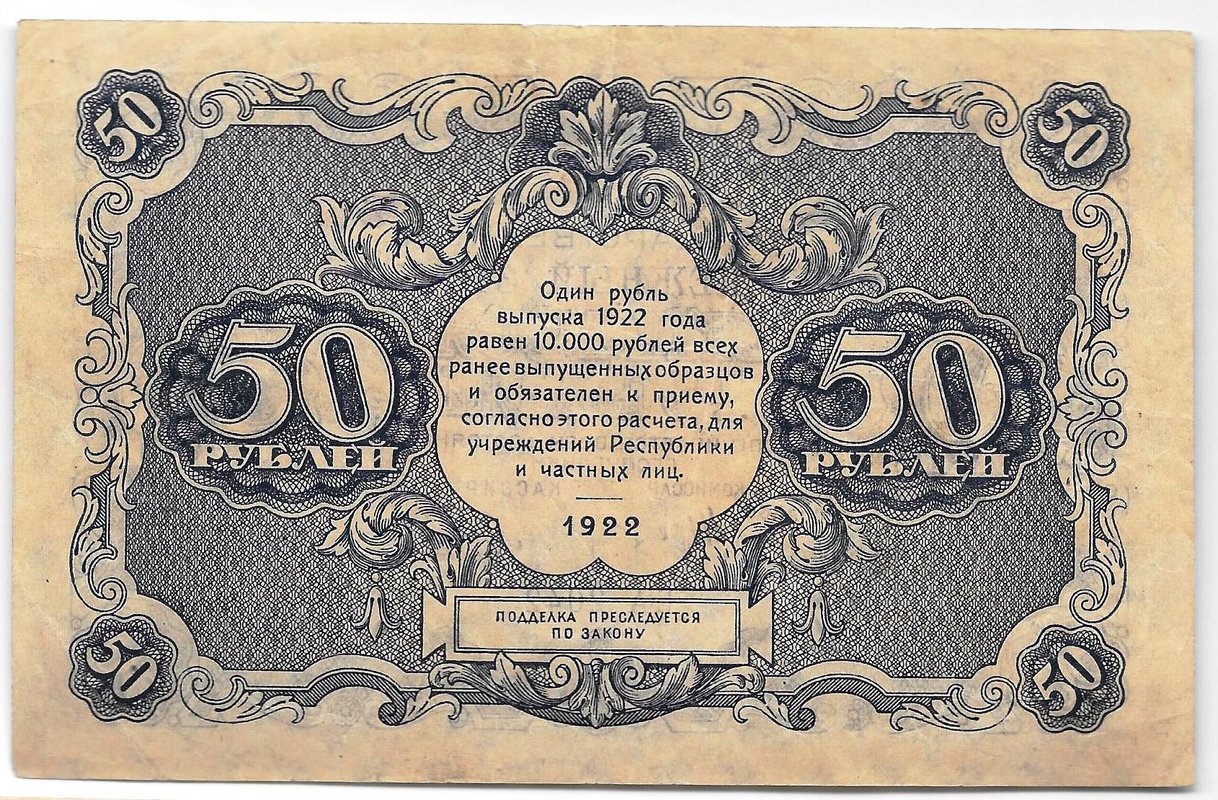 50
50
Один рубль
выпуска 1922 года
равен 10.000 рублей всех
ранее выпущенных образцов
и обязателен к приему,
согласно этого расчета, для
учреждений Республики
и частных лиц.
1922
50
РУБЛЕЙ
50
РУБЛЕЙ
ПОДДЕЛКА ПРЕСЛЕДУЕТСЯ
ПО ЗАКОНУ
50
50